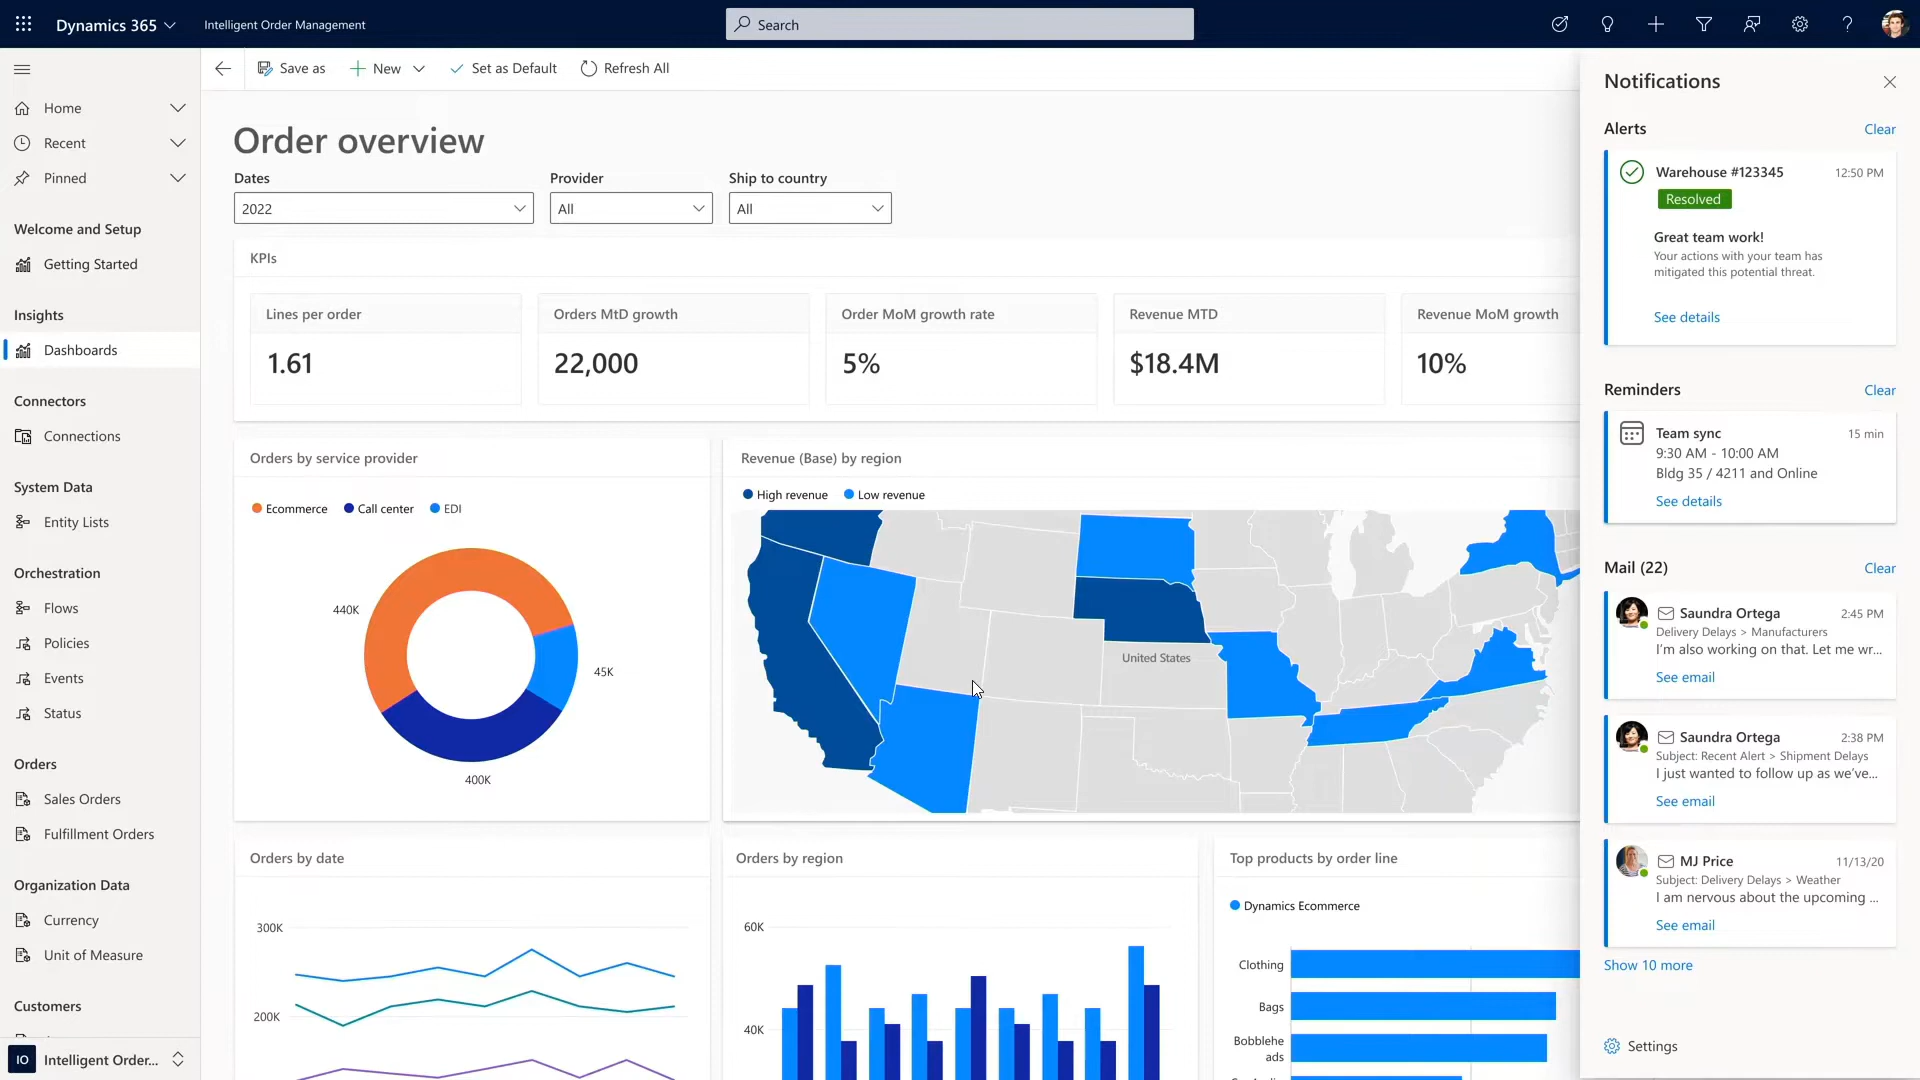 Dynamics 365
Intelligent Order Management
Search
Save as
New
Set as Default
Refresh All
Home
Recent
Pinned
Welcome and Setup
Getting Started
Insights
Dashboards
Connectors
Connections
System Data
Entity Lists
Orchestration
Flows
Policies
Events
Status
Orders
Sales Orders
Fulfillment Orders
Organization Data
Currency
Unit of Measure
Customers
IO
Intelligent Order...
Order overview
Dates
Provider
Ship to country
2022
All
All
KPIs
Lines per order
1.61
Orders MtD growth
22,000
Order MoM growth rate
5%
Revenue MTD
$18.4M
Revenue MoM growth
10%
Orders by service provider
Ecommerce
Call center
EDI
440K
45K
400K
Revenue (Base) by region
High revenue
Low revenue
United States
Orders by date
300K
200K
Orders by region
60K
40K
Top products by order line
Dynamics Ecommerce
Clothing
Bags
Bobblehe
ads
Notifications
Alerts
Clear
Warehouse #123345
12:50 PM
Resolved
Great team work!
Your actions with your team has
mitigated this potential threat.
See details
Reminders
Clear
Team sync
15 min
9:30 AM - 10:00 AM
Bldg 35 / 4211 and Online
See details
Mail (22)
Clear
Saundra Ortega
2:45 PM
Delivery Delays > Manufacturers
I'm also working on that. Let me wr...
See email
Saundra Ortega
2:38 PM
Subject: Recent Alert > Shipment Delays
I just wanted to follow up as we've...
See email
MJ Price
11/13/20
Subject: Delivery Delays > Weather
I am nervous about the upcoming ...
See email
Show 10 more
Settings